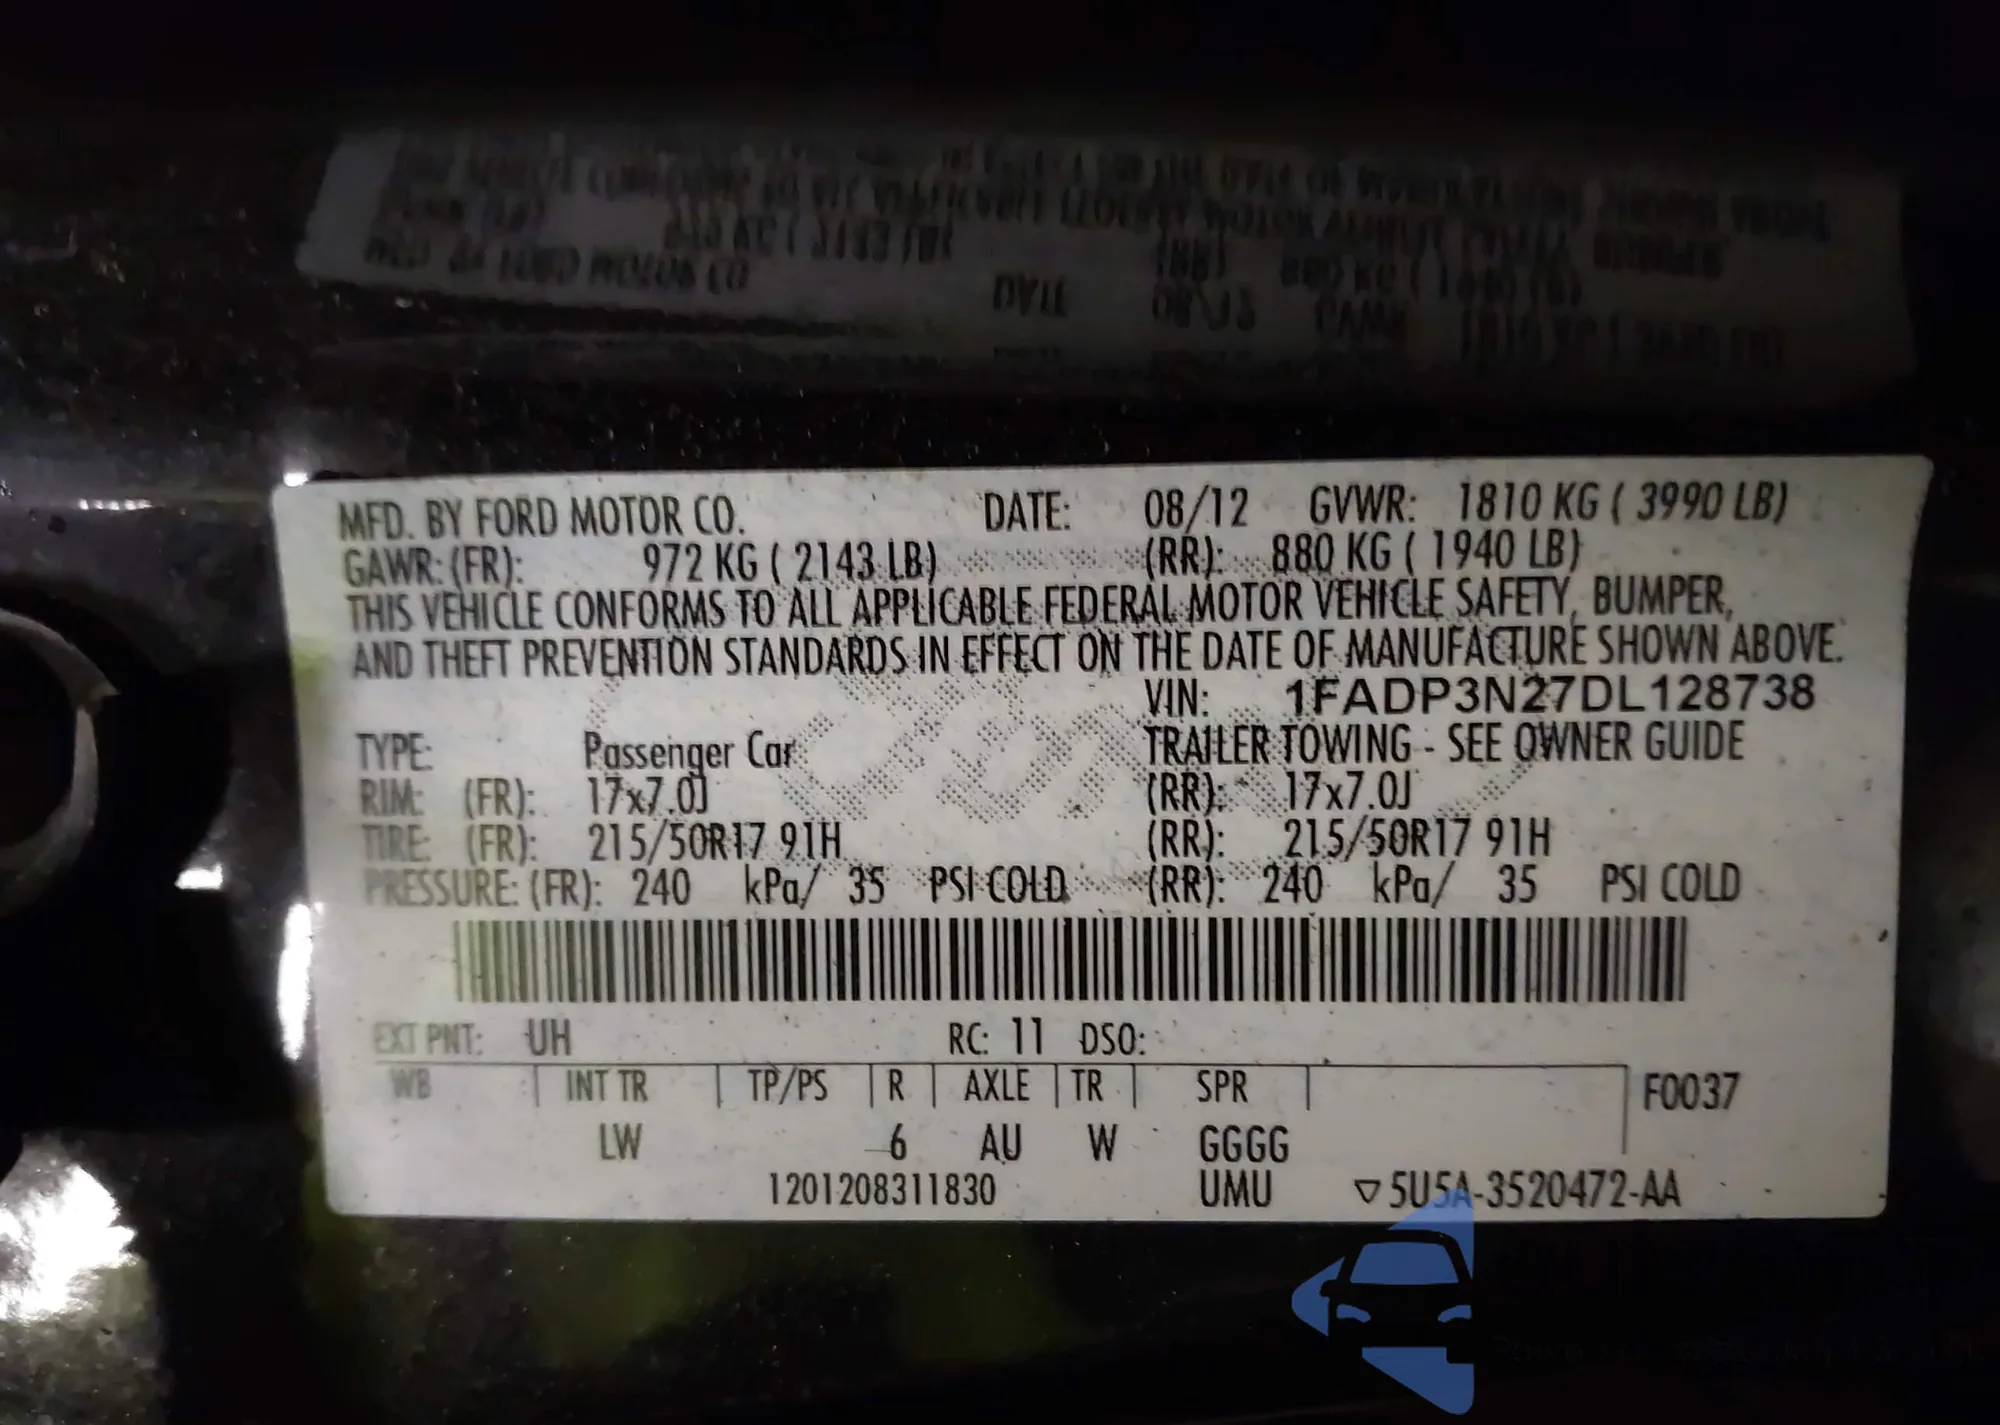 MFD. BY FORD MOTOR CO. DATE: 08/12 GVWR: 1810 KG ( 3990 LB)
GAWR: (FR): 972 KG ( 2143 LB) (RR): 880 KG ( 1940 LB)
THIS VEHICLE CONFORMS TO ALL APPLICABLE FEDERAL MOTOR VEHICLE SAFETY, BUMPER,
AND THEFT PREVENTION STANDARDS IN EFFECT ON THE DATE OF MANUFACTURE SHOWN ABOVE.
VIN: 1FADP3N27DL128738
TYPE: Passenger Car TRAILER TOWING - SEE OWNER GUIDE
RIM: (FR): 17x7.0J (RR): 17x7.0J
TIRE: (FR): 215/50R17 91H (RR): 215/50R17 91H
PRESSURE: (FR): 240 kPa/ 35 PSI COLD (RR): 240 kPa/ 35 PSI COLD
EXT PNT: UH RC: 11 DSO:
WB INT TR TP/PS R AXLE TR SPR F0037
LW 6 AU W GGGG
1201208311830 UMU ▽5U5A-3520472-AA